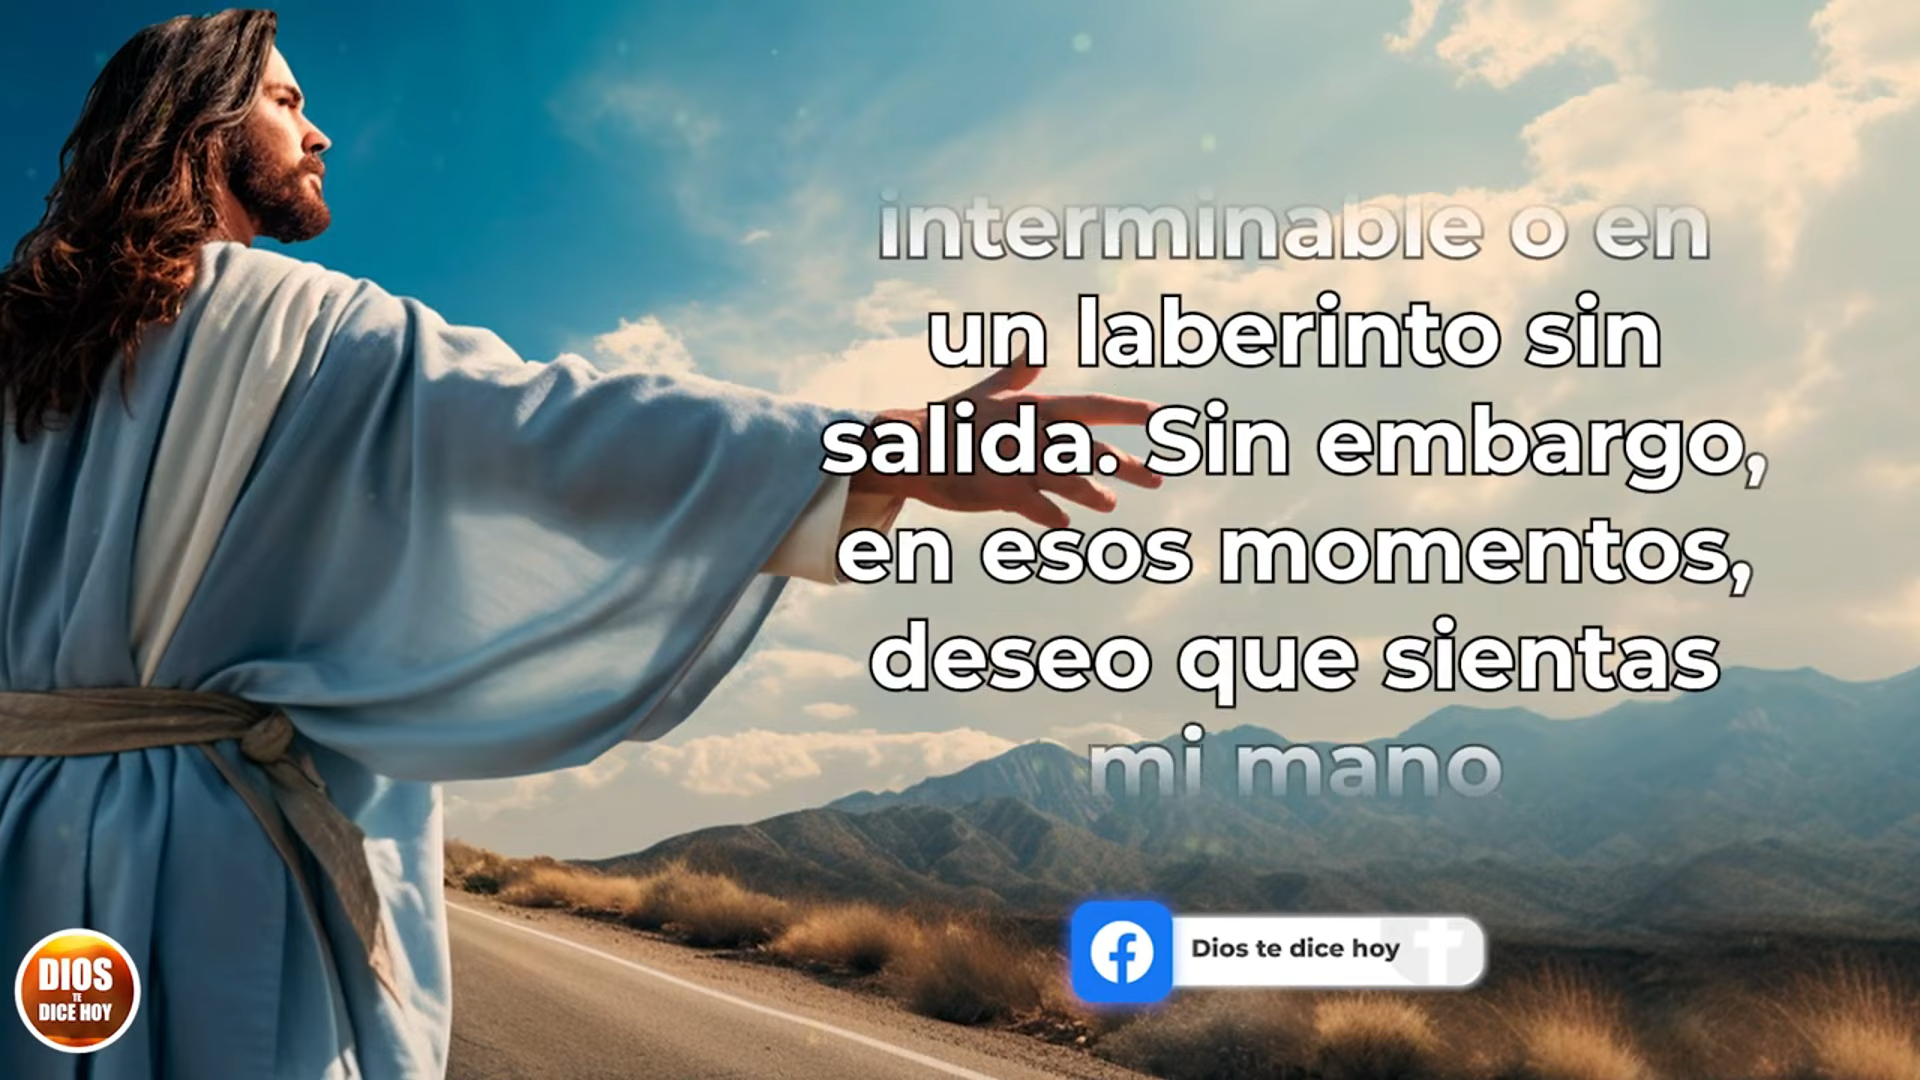 interminable o en
un laberinto sin
salida. Sin embargo,
en esos momentos,
deseo que sientas
mi mano
Dios te dice hoy
DIOS
TE
DICE HOY